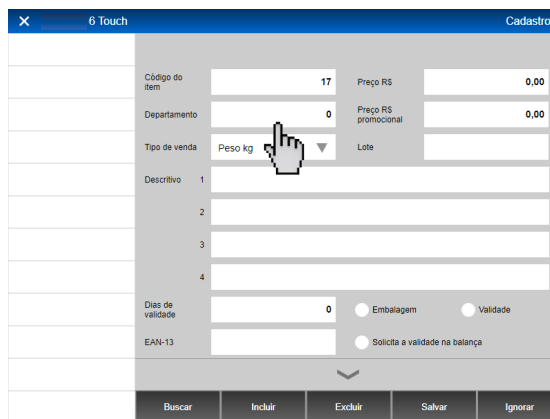 6 Touch Cadastro
Código do item 17 Preço R$ 0,00
Departamento 0 Preço R$ promocional 0,00
Tipo de venda Peso kg Lote
Descritivo 1
2
3
4
Dias de validade 0 Embalagem Validade
EAN-13 Solicita a validade na balança
Buscar Incluir Excluir Salvar Ignorar